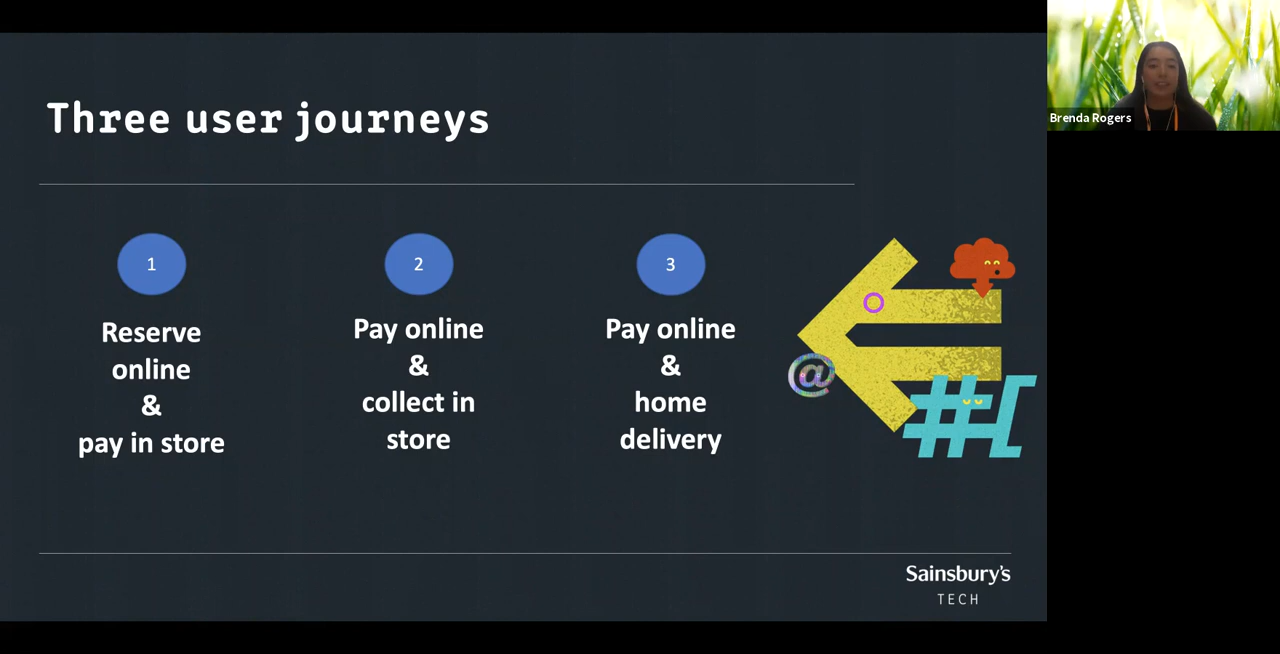 Three user journeys
1
Reserve
online
&
pay in store
2
Pay online
&
collect in
store
3
Pay online
&
home
delivery
@
#[
Sainsbury's
TECH
Brenda Rogers